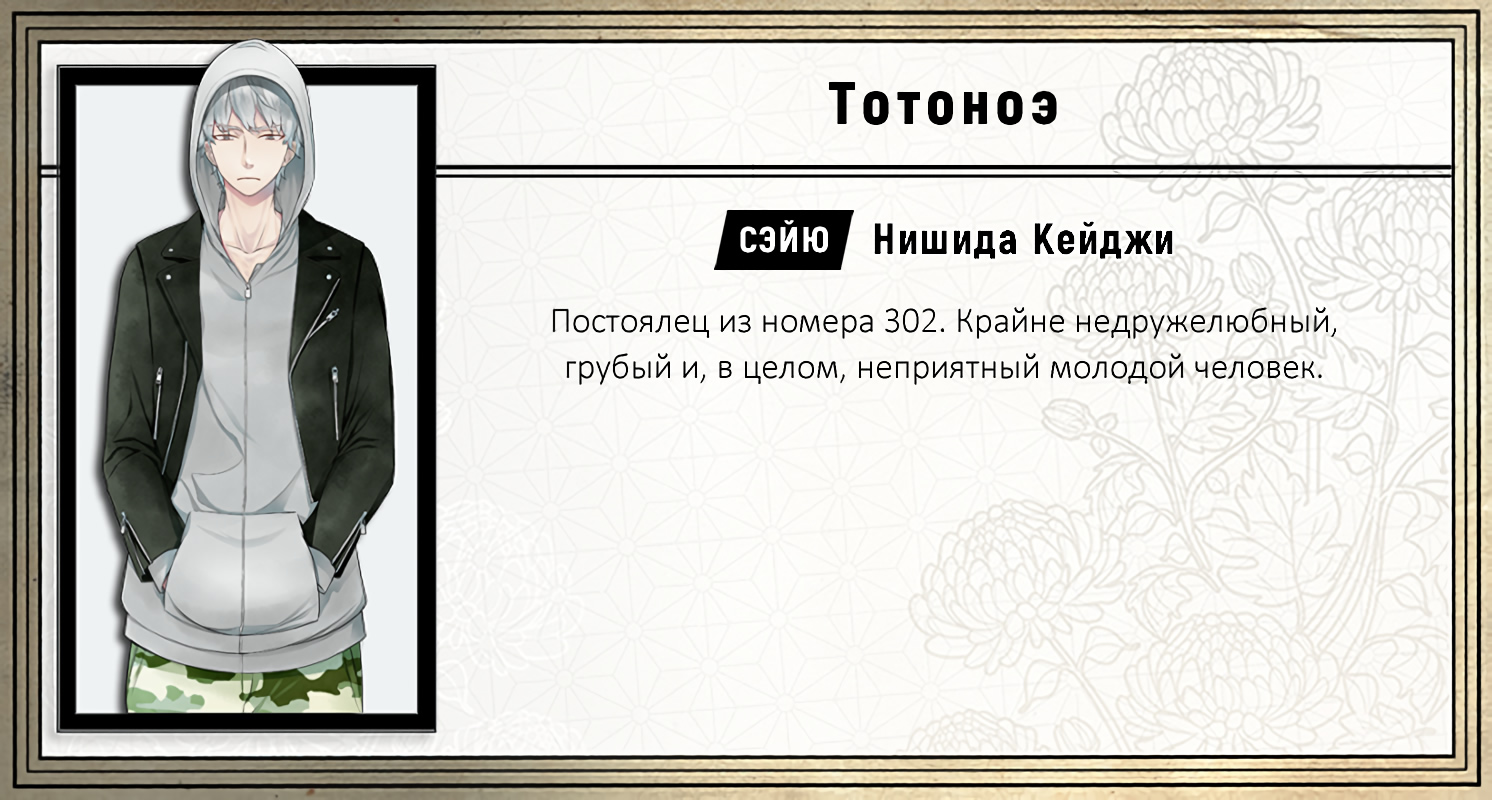 Тотоноэ
СЭЙЮ Нишида Кейджи
Постоялец из номера 302. Крайне недружелюбный,
грубый и, в целом, неприятный молодой человек.